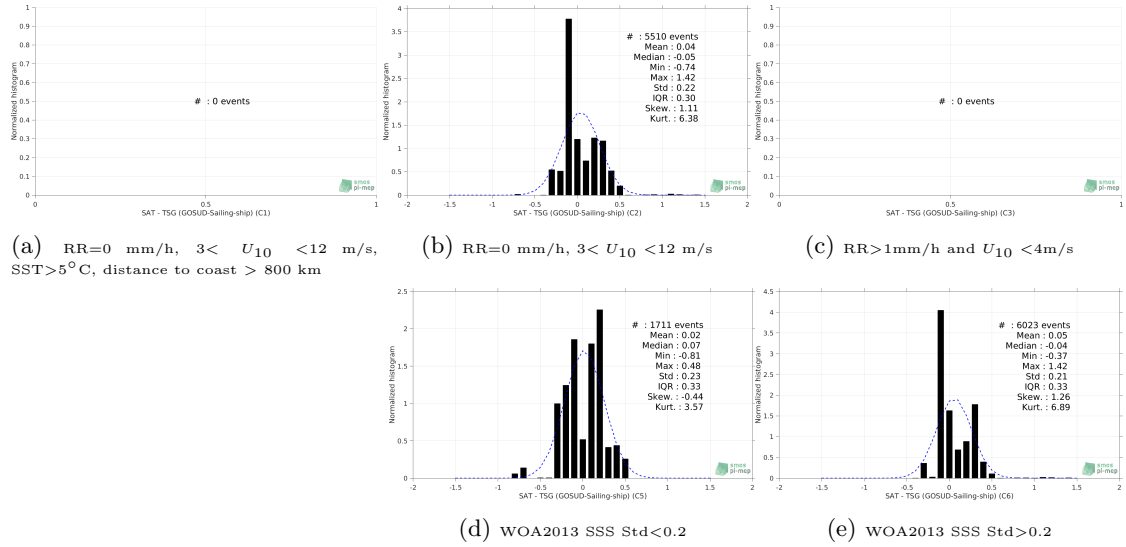 1
0.9
0.8
0.7
0.6
0.5
0.4
0.3
0.2
0.1
0
Normalized histogram
# : 0 events
smos
pi-mep
0 0.5 1
SAT - TSG (GOSUD-Sailing-ship) (C1)
(a) RR=0 mm/h, 3< U10 <12 m/s,
SST>5°C, distance to coast > 800 km
4
3.5
3
2.5
2
1.5
1
0.5
0
Normalized histogram
# : 5510 events
Mean : 0.04
Median : -0.05
Min : -0.74
Max : 1.42
Std : 0.22
IQR : 0.30
Skew. : 1.11
Kurt. : 6.38
smos
pi-mep
-2 -1.5 -1 -0.5 0 0.5 1 1.5 2
SAT - TSG (GOSUD-Sailing-ship) (C2)
(b) RR=0 mm/h, 3< U10 <12 m/s
1
0.9
0.8
0.7
0.6
0.5
0.4
0.3
0.2
0.1
0
Normalized histogram
# : 0 events
smos
pi-mep
0 0.5 1
SAT - TSG (GOSUD-Sailing-ship) (C3)
(c) RR>1mm/h and U10 <4m/s
2.5
2
1.5
1
0.5
0
Normalized histogram
# : 1711 events
Mean : 0.02
Median : 0.07
Min : -0.81
Max : 0.48
Std : 0.23
IQR : 0.33
Skew. : -0.44
Kurt. : 3.57
smos
pi-mep
-2 -1.5 -1 -0.5 0 0.5 1 1.5 2
SAT - TSG (GOSUD-Sailing-ship) (C5)
(d) WOA2013 SSS Std<0.2
4.5
4
3.5
3
2.5
2
1.5
1
0.5
0
Normalized histogram
# : 6023 events
Mean : 0.05
Median : -0.04
Min : -0.37
Max : 1.42
Std : 0.21
IQR : 0.33
Skew. : 1.26
Kurt. : 6.89
smos
pi-mep
-2 -1.5 -1 -0.5 0 0.5 1 1.5 2
SAT - TSG (GOSUD-Sailing-ship) (C6)
(e) WOA2013 SSS Std>0.2